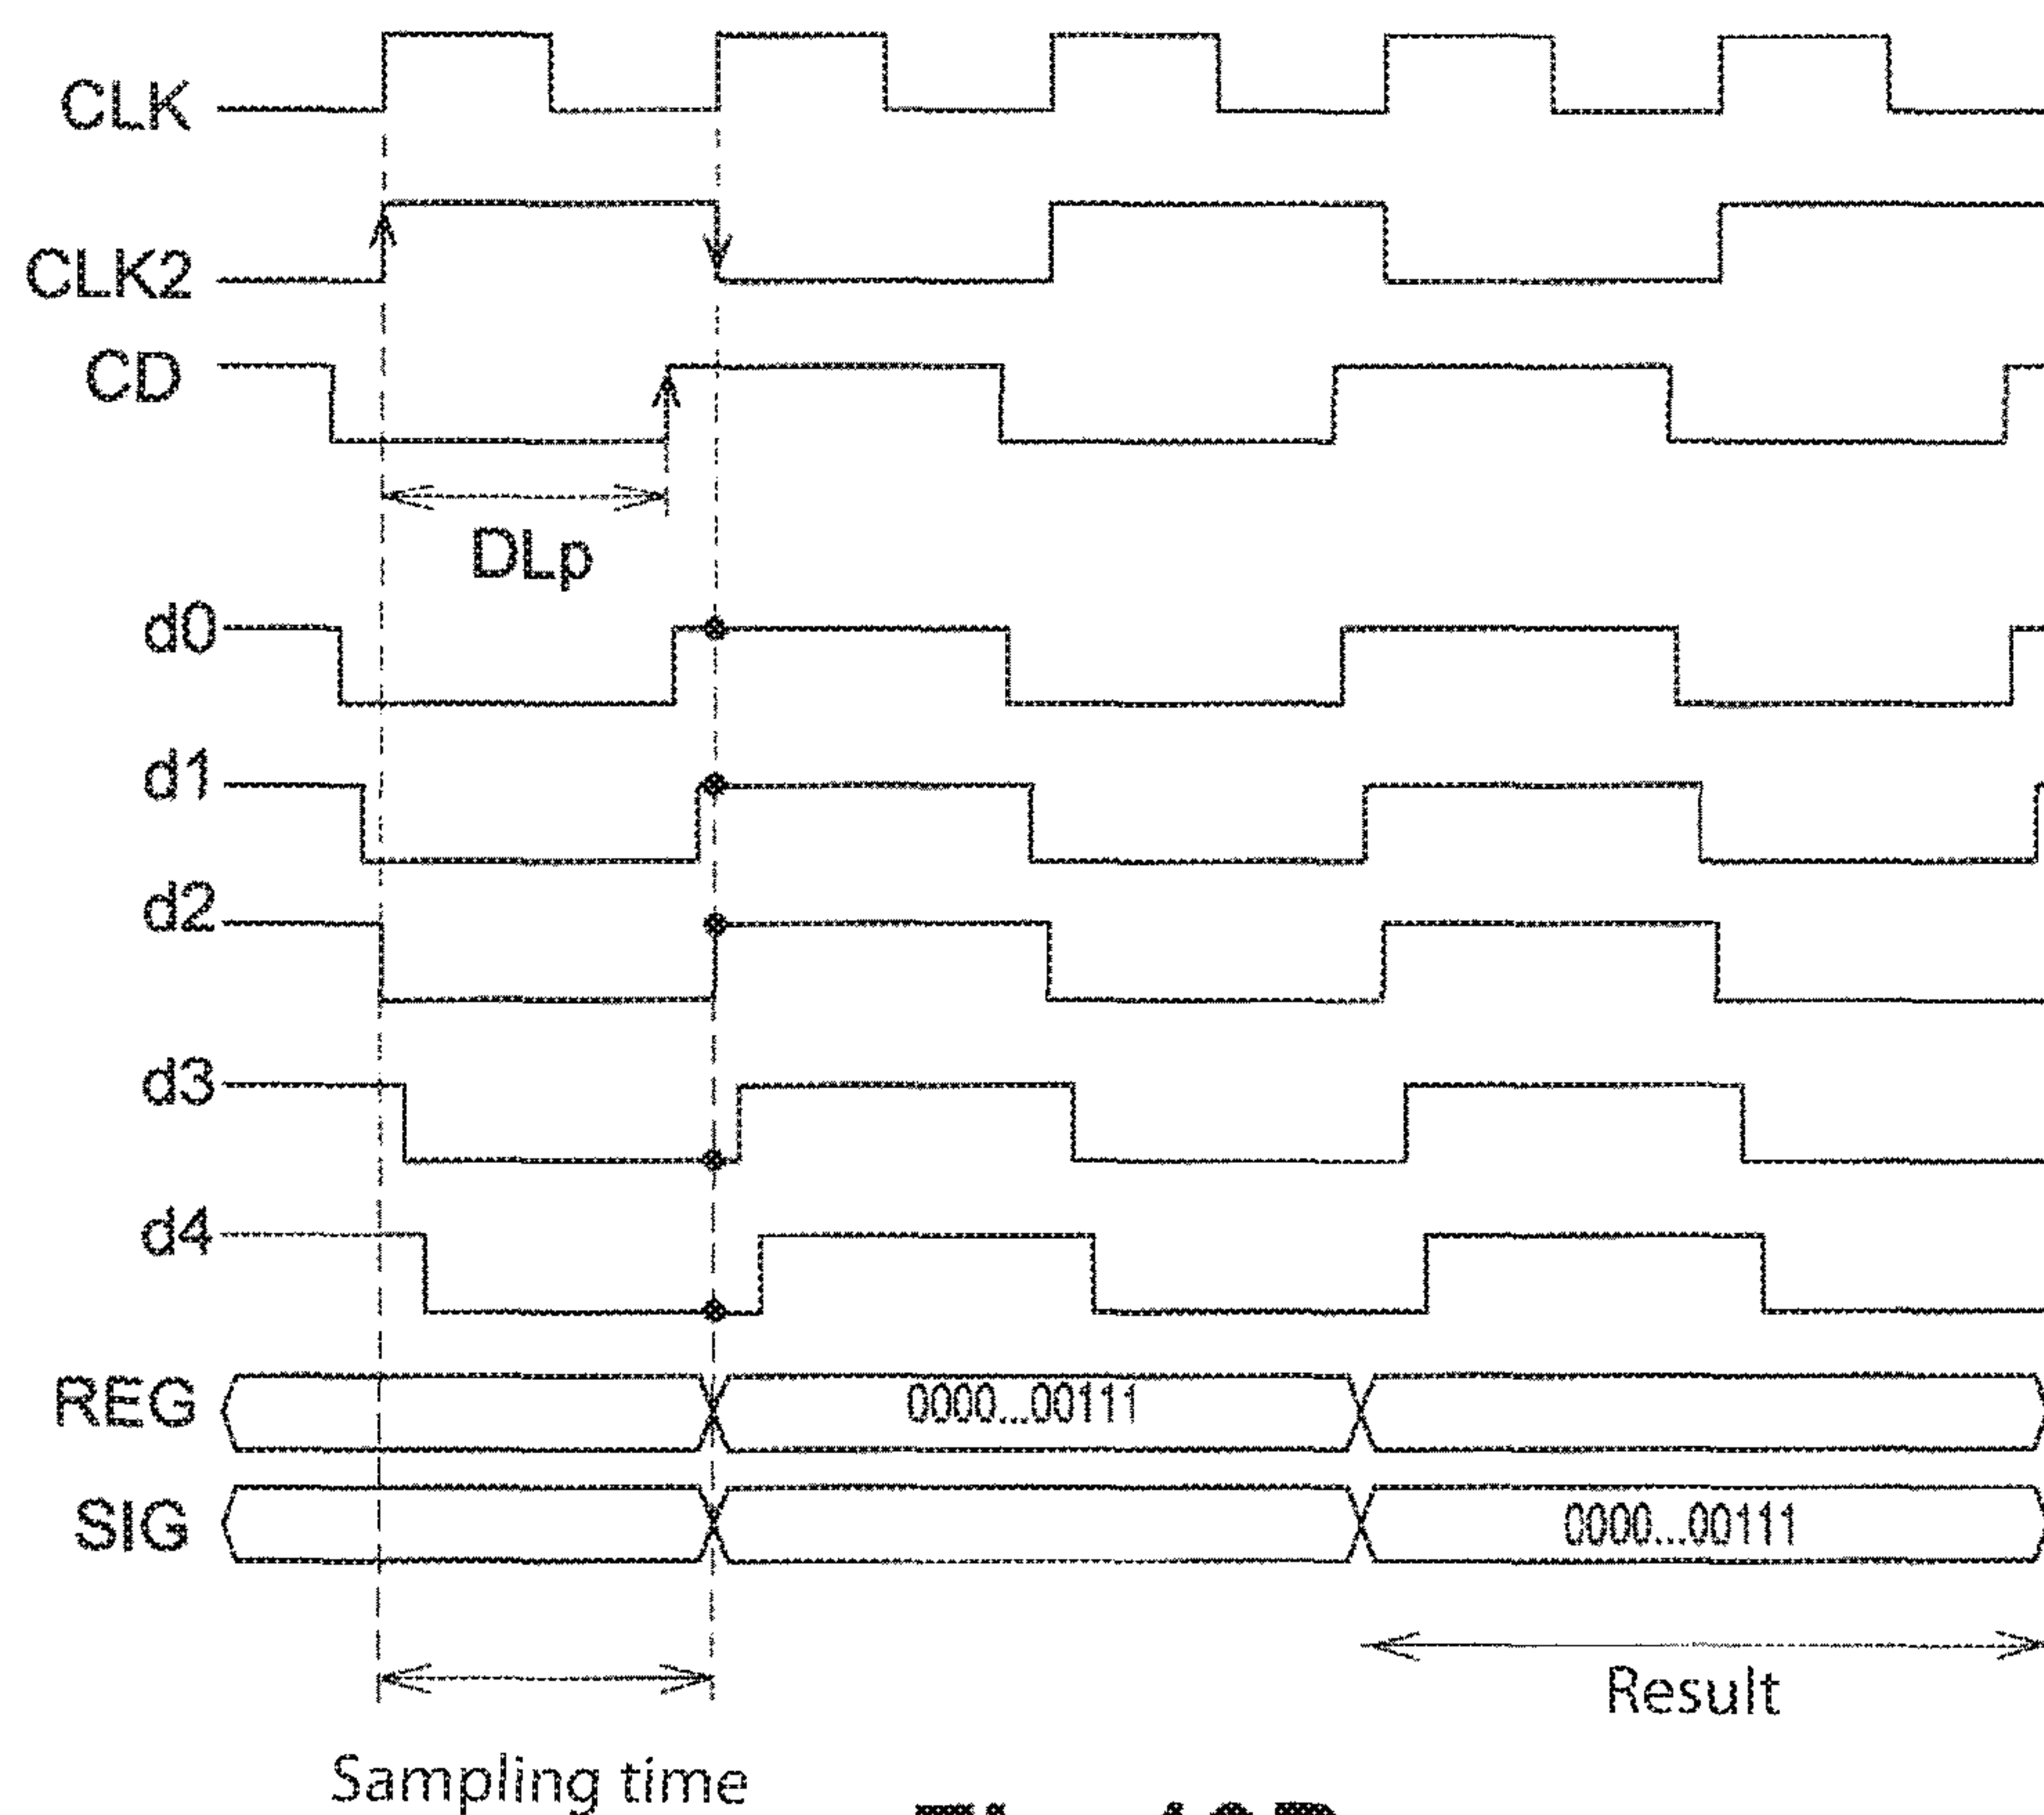 CLK
CLK2
CD
DLp
d0
d1
d2
d3
d4
REG 0000...00111
SIG 0000...00111
Result
Sampling time